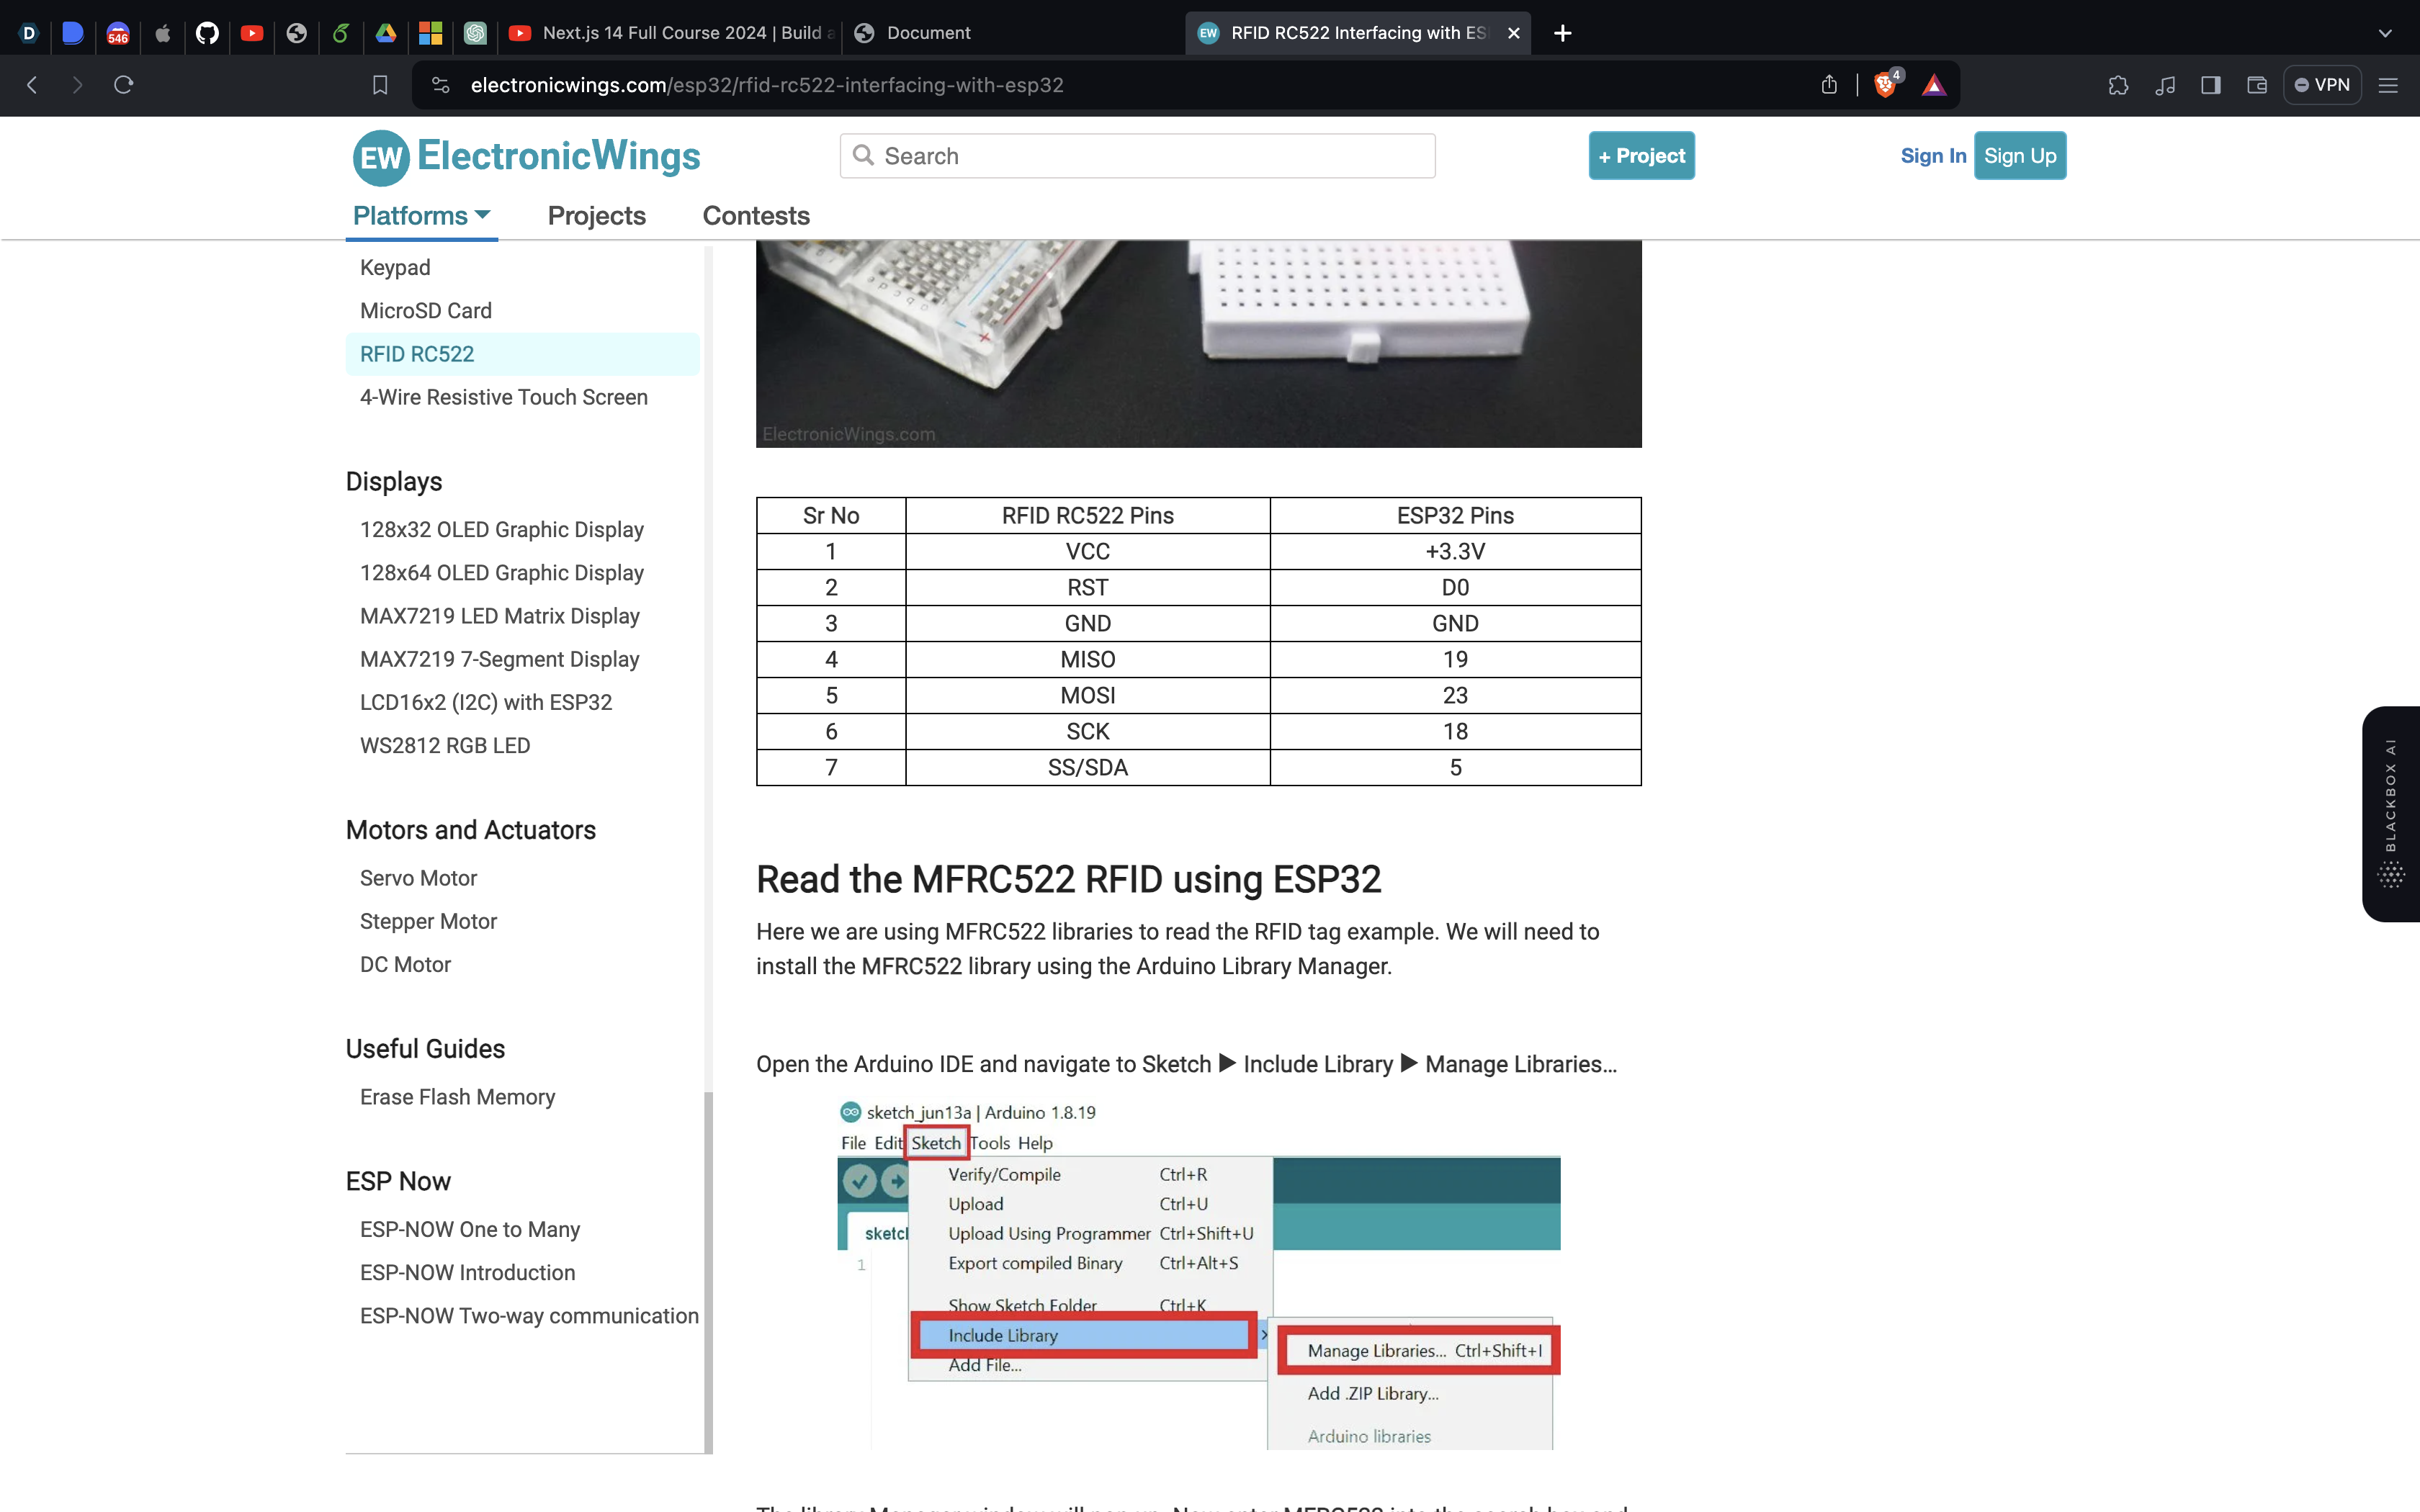 D
546
Next.js 14 Full Course 2024 | Build a
Document
EW
RFID RC522 Interfacing with ES
electronicwings.com/esp32/rfid-rc522-interfacing-with-esp32
4
VPN
EW ElectronicWings
Search
+ Project
Sign In
Sign Up
Platforms
Projects
Contests
Keypad
MicroSD Card
RFID RC522
4-Wire Resistive Touch Screen
Displays
128x32 OLED Graphic Display
128x64 OLED Graphic Display
MAX7219 LED Matrix Display
MAX7219 7-Segment Display
LCD16x2 (I2C) with ESP32
WS2812 RGB LED
Motors and Actuators
Servo Motor
Stepper Motor
DC Motor
Useful Guides
Erase Flash Memory
ESP Now
ESP-NOW One to Many
ESP-NOW Introduction
ESP-NOW Two-way communication
ElectronicWings.com
Sr No RFID RC522 Pins ESP32 Pins
1 VCC +3.3V
2 RST D0
3 GND GND
4 MISO 19
5 MOSI 23
6 SCK 18
7 SS/SDA 5
Read the MFRC522 RFID using ESP32
Here we are using MFRC522 libraries to read the RFID tag example. We will need to
install the MFRC522 library using the Arduino Library Manager.
Open the Arduino IDE and navigate to Sketch ▶ Include Library ▶ Manage Libraries…
sketch_jun13a | Arduino 1.8.19
File Edit Sketch Tools Help
Verify/Compile Ctrl+R
Upload Ctrl+U
Upload Using Programmer Ctrl+Shift+U
Export compiled Binary Ctrl+Alt+S
Show Sketch Folder Ctrl+K
Include Library
Add File...
sketcl
1
Manage Libraries... Ctrl+Shift+I
Add .ZIP Library...
Arduino libraries
BLACKBOX AI